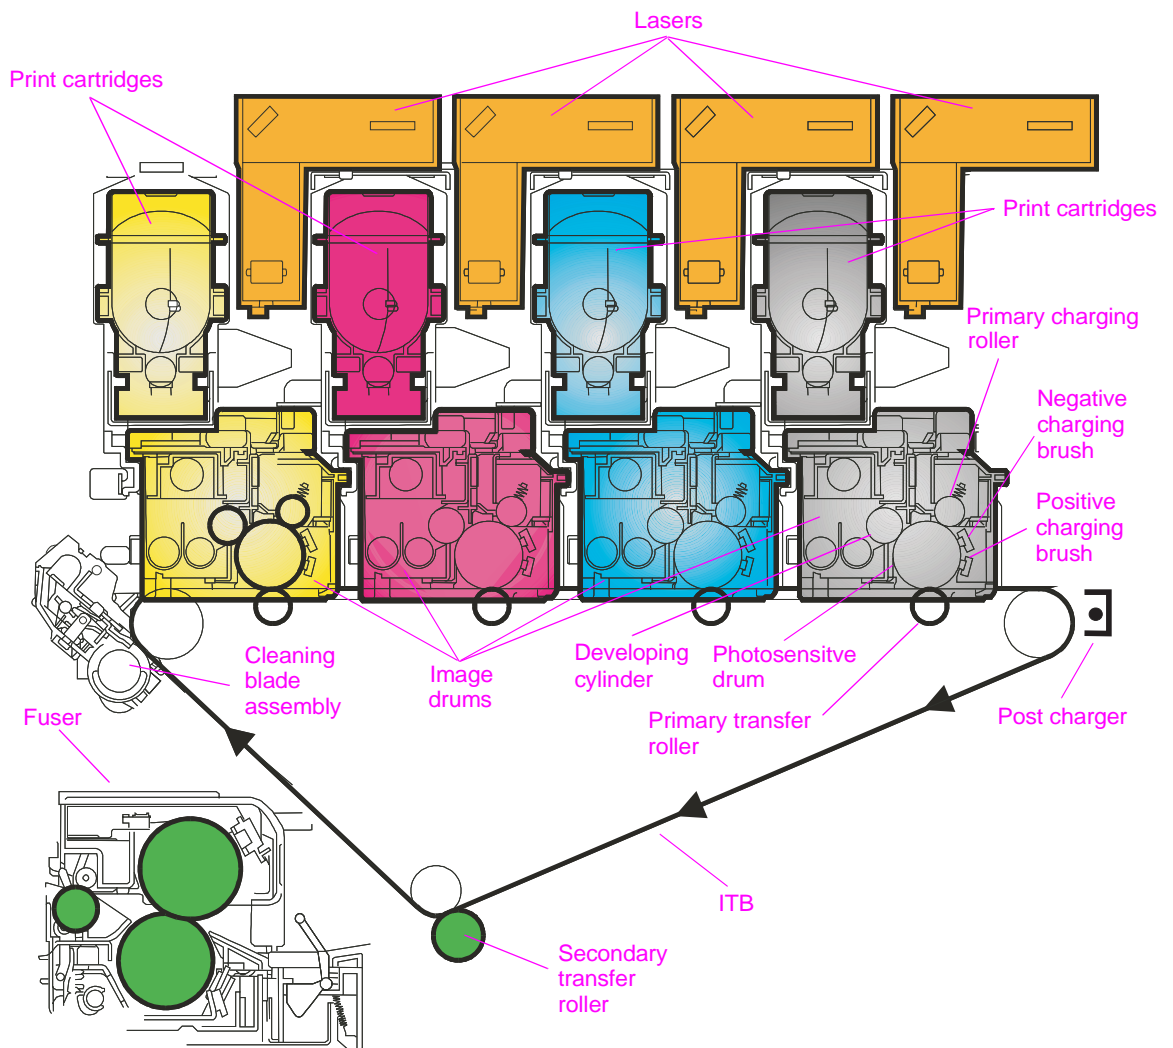 Lasers
Print cartridges
Print cartridges
Primary charging
roller
Negative
charging
brush
Positive
charging
brush
Cleaning
blade
assembly
Image
drums
Developing
cylinder
Photosensitve
drum
Primary transfer
roller
Post charger
Fuser
ITB
Secondary
transfer
roller